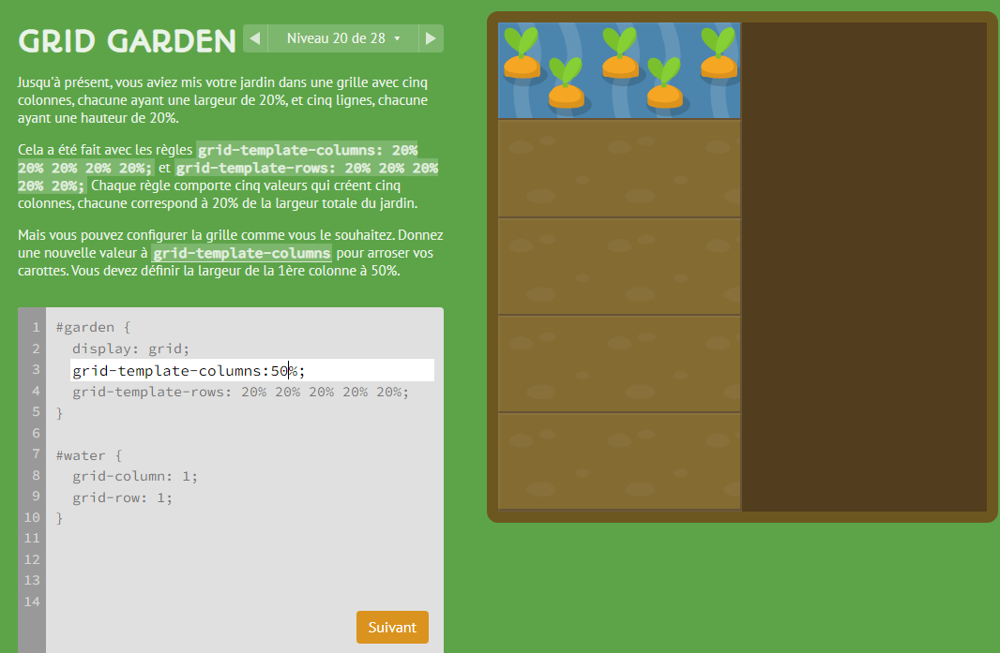 GRID GARDEN
Niveau 20 de 28
Jusqu'à présent, vous aviez mis votre jardin dans une grille avec cinq
colonnes, chacune ayant une largeur de 20%, et cinq lignes, chacune
ayant une hauteur de 20%.
Cela a été fait avec les règles grid-template-columns: 20%
20% 20% 20% 20%; et grid-template-rows: 20% 20% 20%
20% 20%; Chaque règle comporte cinq valeurs qui créent cinq
colonnes, chacune correspond à 20% de la largeur totale du jardin.
Mais vous pouvez configurer la grille comme vous le souhaitez. Donnez
une nouvelle valeur à grid-template-columns pour arroser vos
carottes. Vous devez définir la largeur de la 1ère colonne à 50%.
1 #garden {
2 display: grid;
3 grid-template-columns:50%;
4 grid-template-rows: 20% 20% 20% 20% 20%;
5 }
6
7 #water {
8 grid-column: 1;
9 grid-row: 1;
10 }
11
12
13
14
Suivant